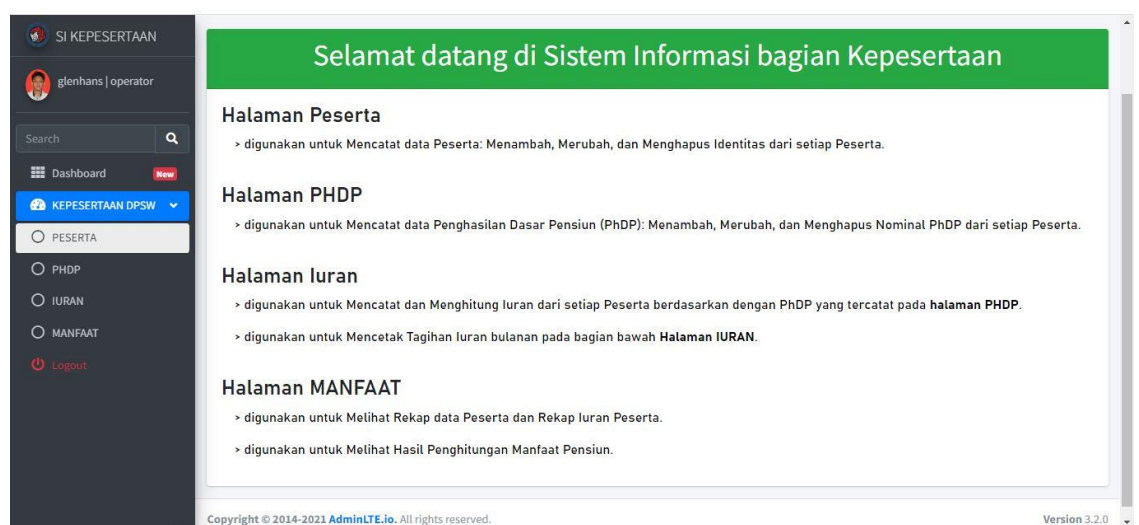 SI KEPESERTAAN
glenhans | operator
Search
Dashboard New
KEPESERTAAN DPSW
PESERTA
PHDP
IURAN
MANFAAT
Logout
Selamat datang di Sistem Informasi bagian Kepesertaan
Halaman Peserta
> digunakan untuk Mencatat data Peserta: Menambah, Merubah, dan Menghapus Identitas dari setiap Peserta.
Halaman PHDP
> digunakan untuk Mencatat data Penghasilan Dasar Pensiun (PhDP): Menambah, Merubah, dan Menghapus Nominal PhDP dari setiap Peserta.
Halaman Iuran
> digunakan untuk Mencatat dan Menghitung Iuran dari setiap Peserta berdasarkan dengan PhDP yang tercatat pada halaman PHDP.
> digunakan untuk Mencetak Tagihan Iuran bulanan pada bagian bawah Halaman IURAN.
Halaman MANFAAT
> digunakan untuk Melihat Rekap data Peserta dan Rekap Iuran Peserta.
> digunakan untuk Melihat Hasil Penghitungan Manfaat Pensiun.
Copyright © 2014-2021 AdminLTE.io. All rights reserved.
Version 3.2.0